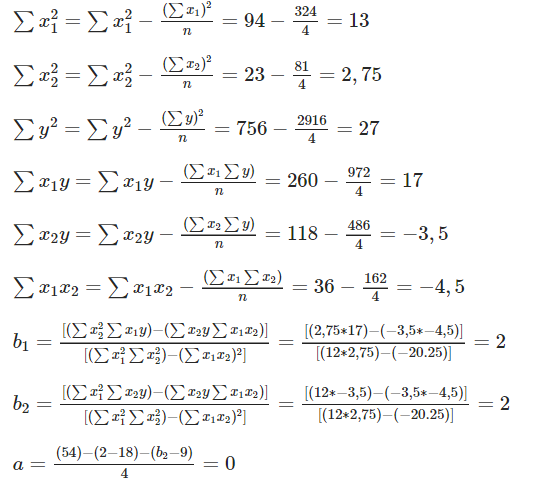 ∑ x₁² = ∑ x₁² − (∑ x₁)²/n = 94 − 324/4 = 13
∑ x₂² = ∑ x₂² − (∑ x₂)²/n = 23 − 81/4 = 2, 75
∑ y² = ∑ y² − (∑ y)²/n = 756 − 2916/4 = 27
∑ x₁y = ∑ x₁y − (∑ x₁ ∑ y)/n = 260 − 972/4 = 17
∑ x₂y = ∑ x₂y − (∑ x₂ ∑ y)/n = 118 − 486/4 = −3, 5
∑ x₁x₂ = ∑ x₁x₂ − (∑ x₁ ∑ x₂)/n = 36 − 162/4 = −4, 5
b₁ = [(∑ x₂² ∑ x₁y)−(∑ x₂y ∑ x₁x₂)]/[(∑ x₁² ∑ x₂²)−(∑ x₁x₂)²] = [(2,75*17)−(−3,5*−4,5)]/[(12*2,75)−(−20.25)] = 2
b₂ = [(∑ x₁² ∑ x₂y)−(∑ x₂y ∑ x₁x₂)]/[(∑ x₁² ∑ x₂²)−(∑ x₁x₂)²] = [(12*−3,5)−(−3,5*−4,5)]/[(12*2,75)−(−20.25)] = 2
a = (54)−(2−18)−(b₂−9)/4 = 0